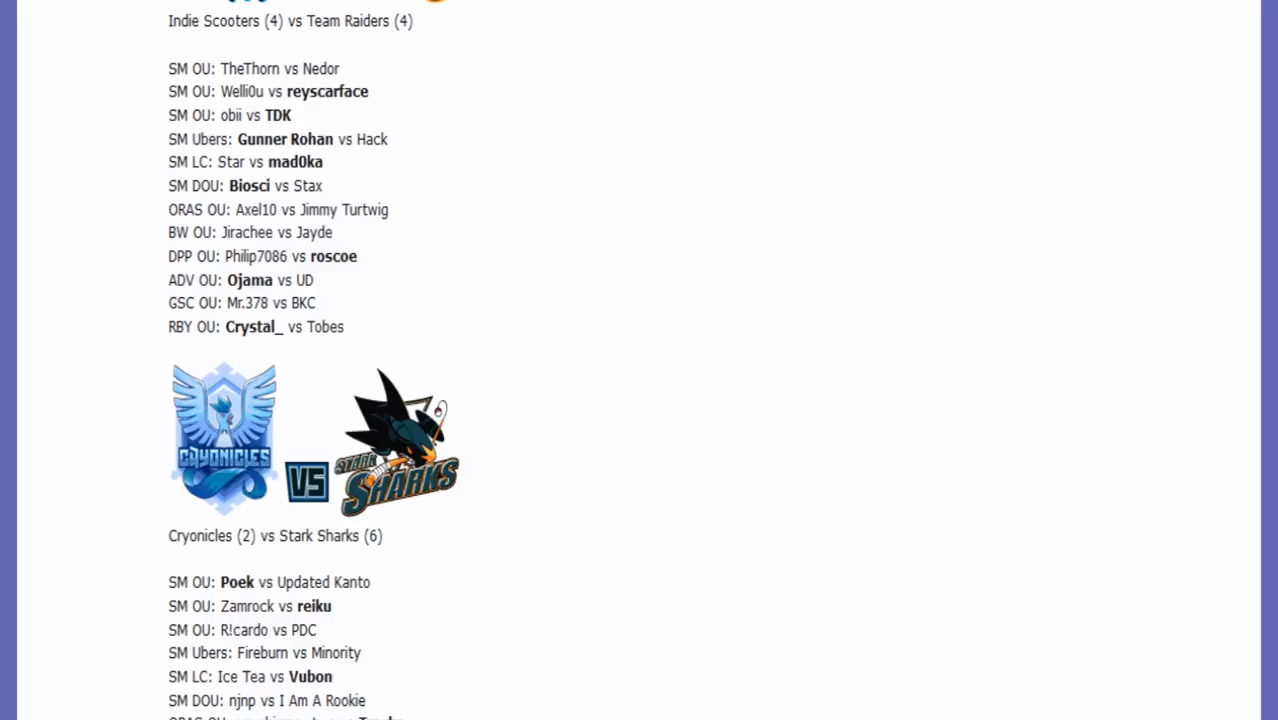 Indie Scooters (4) vs Team Raiders (4)
SM OU: TheThorn vs Nedor
SM OU: Welli0u vs reyscarface
SM OU: obii vs TDK
SM Ubers: Gunner Rohan vs Hack
SM LC: Star vs mad0ka
SM DOU: Biosci vs Stax
ORAS OU: Axel10 vs Jimmy Turtwig
BW OU: Jirachee vs Jayde
DPP OU: Philip7086 vs roscoe
ADV OU: Ojama vs UD
GSC OU: Mr.378 vs BKC
RBY OU: Crystal_ vs Tobes
CRYONICLES VS STARK SHARKS
Cryonicles (2) vs Stark Sharks (6)
SM OU: Poek vs Updated Kanto
SM OU: Zamrock vs reiku
SM OU: R!cardo vs PDC
SM Ubers: Fireburn vs Minority
SM LC: Ice Tea vs Vubon
SM DOU: njnp vs I Am A Rookie